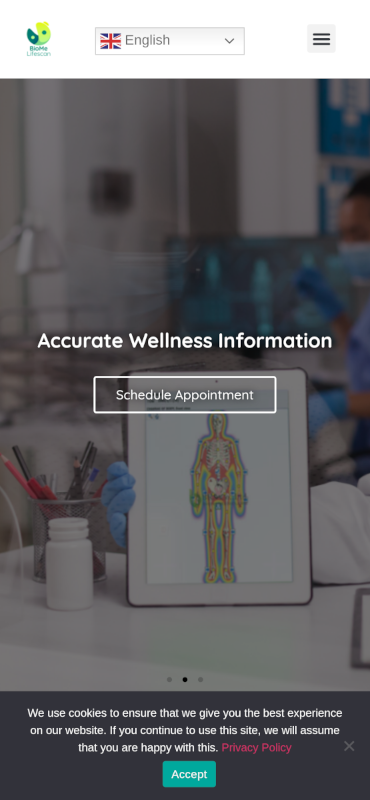 BioMe
Lifescan
English
Accurate Wellness Information
Schedule Appointment
We use cookies to ensure that we give you the best experience
on our website. If you continue to use this site, we will assume
that you are happy with this. Privacy Policy
Accept